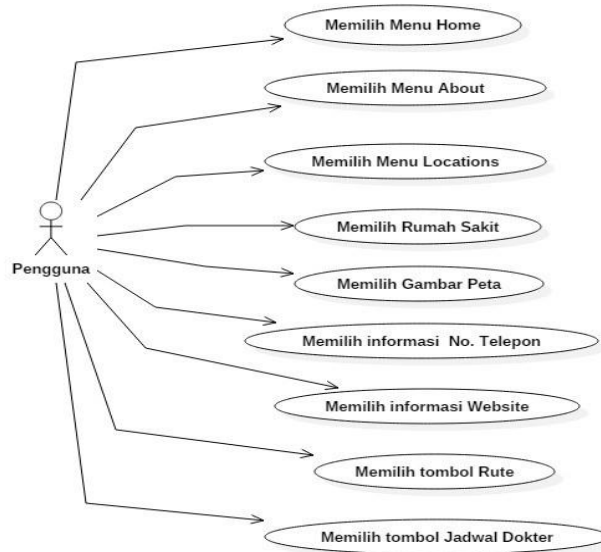 Memilih Menu Home
Memilih Menu About
Memilih Menu Locations
Memilih Rumah Sakit
Pengguna
Memilih Gambar Peta
Memilih informasi No. Telepon
Memilih informasi Website
Memilih tombol Rute
Memilih tombol Jadwal Dokter